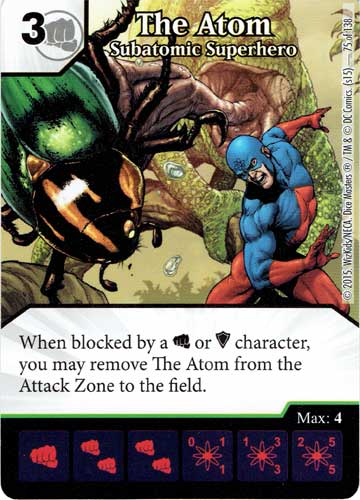 3
The Atom
Subatomic Superhero
© 2015. WizKids/NECA. Dice Masters ® / TM & © DC Comics. (s15) — 75 of 138
When blocked by a or character,
you may remove The Atom from the
Attack Zone to the field.
Max: 4
0 1 1 3 2 5
1 3 5